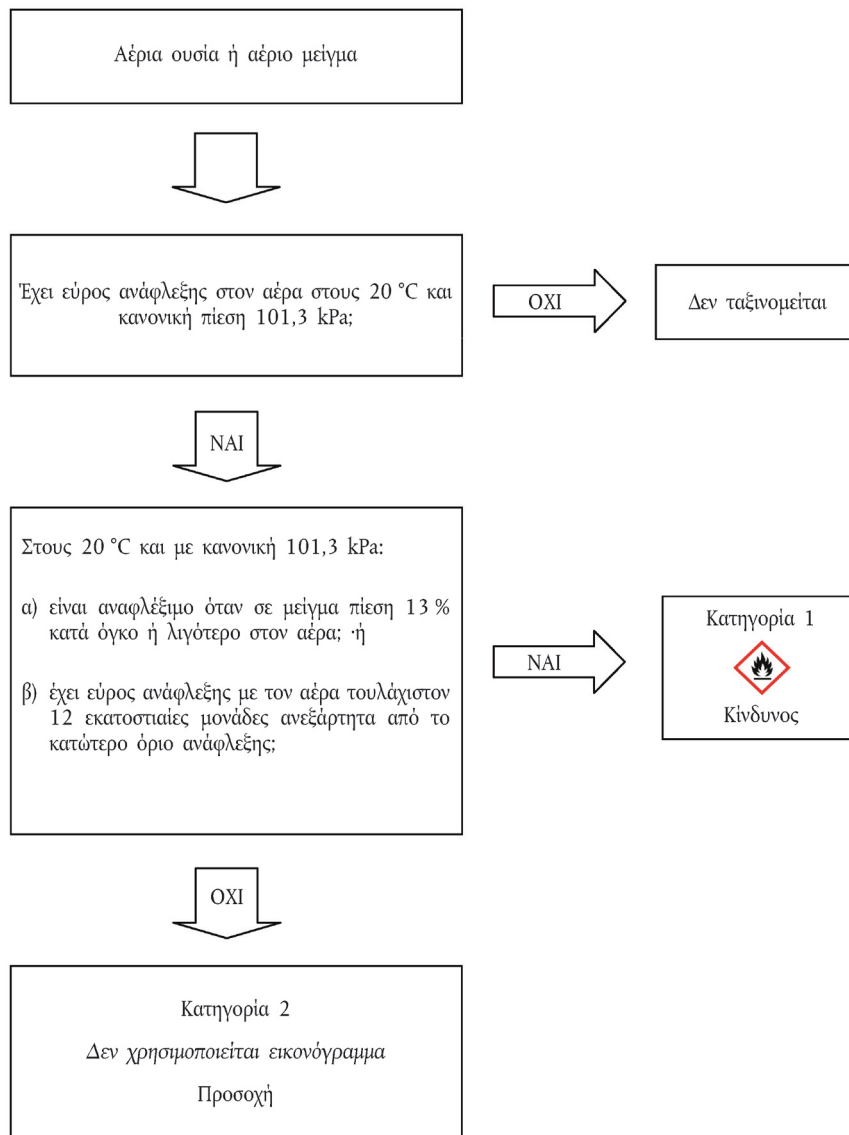 Αέρια ουσία ή αέριο μείγμα
Έχει εύρος ανάφλεξης στον αέρα στους 20 °C και
κανονική πίεση 101,3 kPa;
ΟΧΙ
Δεν ταξινομείται
ΝΑΙ
Στους 20 °C και με κανονική 101,3 kPa:
α) είναι αναφλέξιμο όταν σε μείγμα πίεση 13 %
κατά όγκο ή λιγότερο στον αέρα; ·ή
β) έχει εύρος ανάφλεξης με τον αέρα τουλάχιστον
12 εκατοστιαίες μονάδες ανεξάρτητα από το
κατώτερο όριο ανάφλεξης;
ΝΑΙ
Κατηγορία 1
Κίνδυνος
ΟΧΙ
Κατηγορία 2
Δεν χρησιμοποιείται εικονόγραμμα
Προσοχή